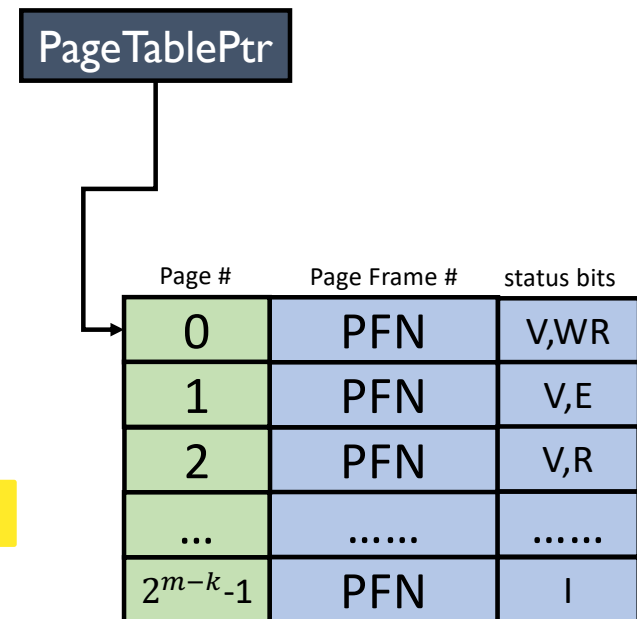 PageTablePtr
Page # Page Frame # status bits
0 PFN V,WR
1 PFN V,E
2 PFN V,R
... ...... ......
2^{m-k}-1 PFN I